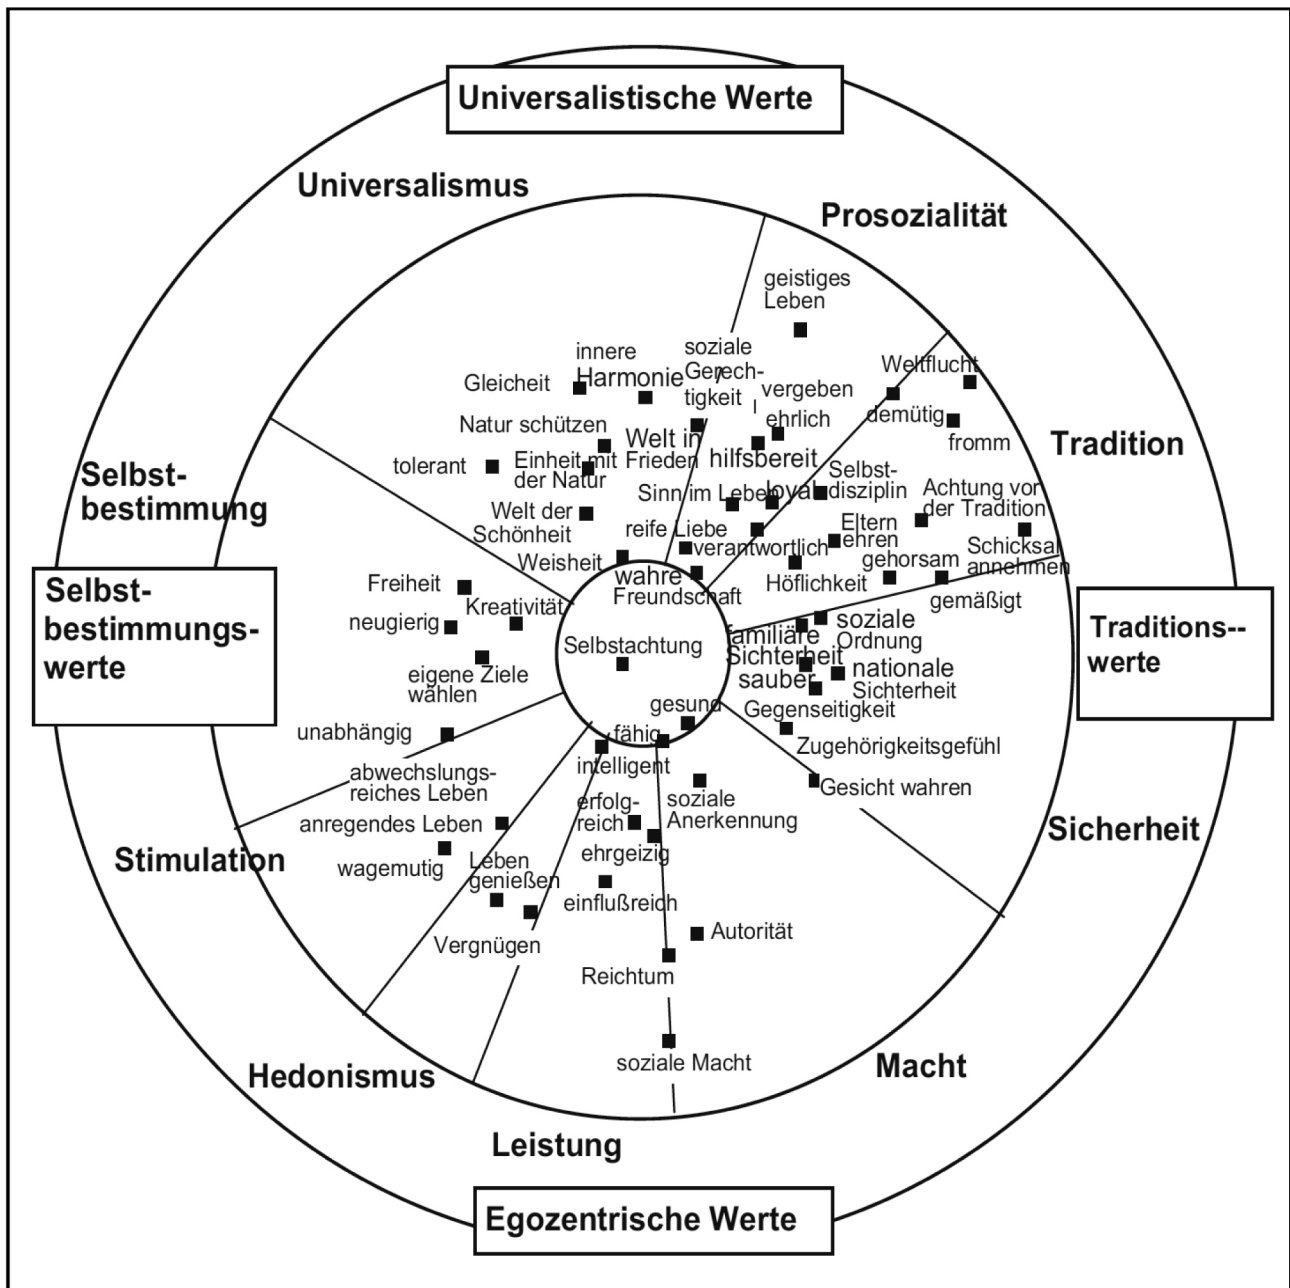 Universalistische Werte
Universalismus
Prosozialität
geistiges
Leben
innere
Harmonie
soziale
Gerech-
tigkeit
Gleicheit
vergeben
ehrlich
Weltflucht
demütig
fromm
Tradition
Natur schützen
Welt in
Frieden
hilfsbereit
tolerant
Einheit mit
der Natur
Sinn im Leben
loyal
Selbst-
disziplin
Achtung vor
der Tradition
Selbst-
bestimmung
Welt der
Schönheit
reife Liebe
Eltern
ehren
verantwortlich
Weisheit
gehorsam
Schicksal
annehmen
Höflichkeit
gemäßigt
wahre
Freundschaft
Freiheit
Kreativität
neugierig
Selbst-
bestimmungs-
werte
Selbstachtung
familiäre
Sichterheit
soziale
Ordnung
Traditions--
werte
eigene Ziele
wählen
sauber
nationale
Sichterheit
gesund
Gegenseitigkeit
unabhängig
fähig
Zugehörigkeitsgefühl
intelligent
abwechslungs-
reiches Leben
soziale
Anerkennung
Gesicht wahren
erfolg-
reich
anregendes Leben
Sicherheit
ehrgeizig
Stimulation
wagemutig
Leben
genießen
einflußreich
Vergnügen
Autorität
Reichtum
soziale Macht
Macht
Hedonismus
Leistung
Egozentrische Werte